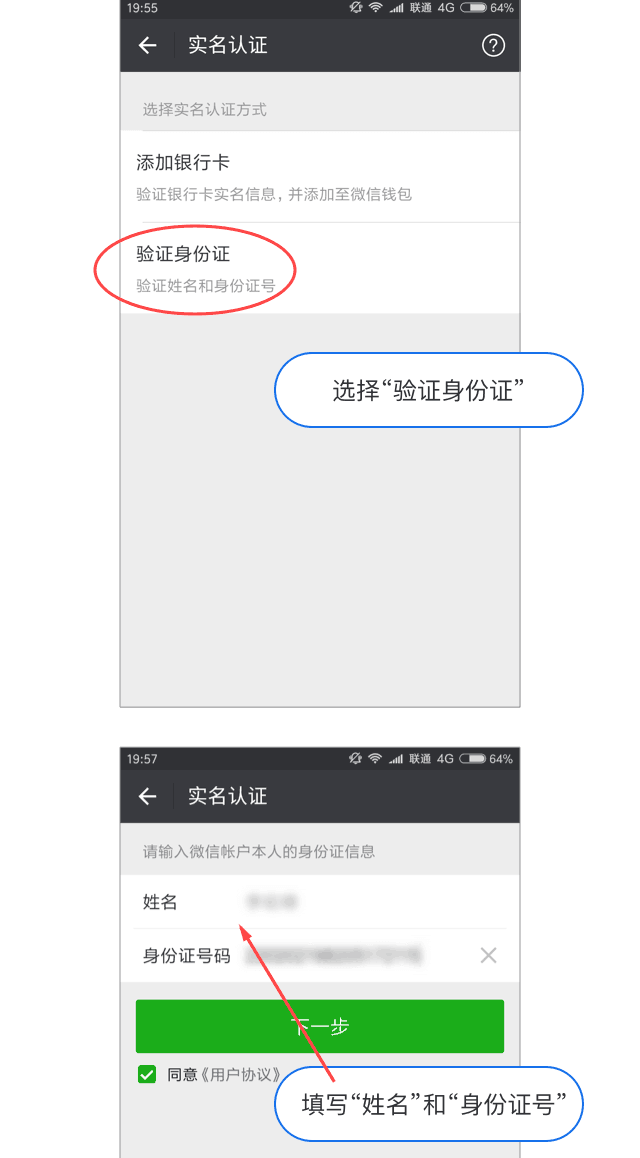 19:55 联通 4G 64%
实名认证
选择实名认证方式
添加银行卡
验证银行卡实名信息，并添加至微信钱包
验证身份证
验证姓名和身份证号
选择“验证身份证”
19:57 联通 4G 64%
实名认证
请输入微信帐户本人的身份证信息
姓名
身份证号码
下一步
同意《用户协议》
填写“姓名”和“身份证号”